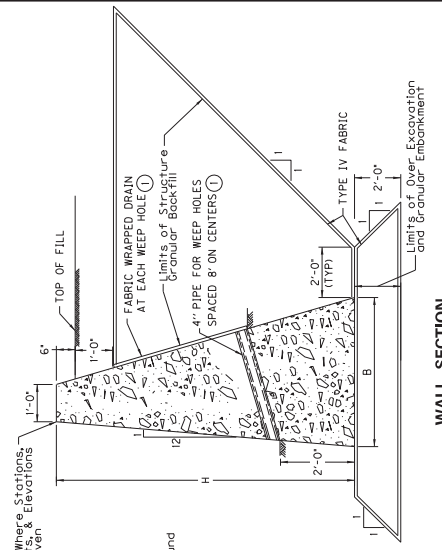 Where Stations,
ts, & Elevations
ven
1'-0"
6"
TOP OF FILL
1'-0"
FABRIC WRAPPED DRAIN
AT EACH WEEP HOLE 1
Limits of Structure
Granular Backfill
4" PIPE FOR WEEP HOLES
SPACED 8' ON CENTERS 1
1
12
H
und
2'-0"
B
2'-0"
(TYP)
1
1
TYPE IV FABRIC
1
1
1
1
2'-0"
Limits of Over Excavation
and Granular Embankment
WALL SECTION